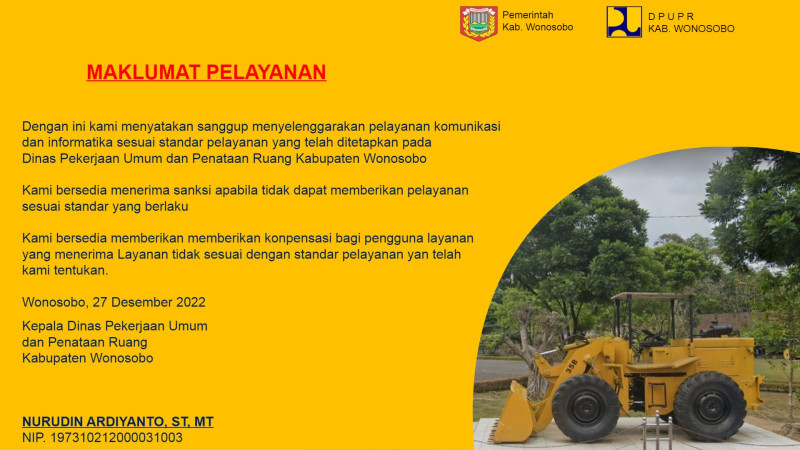 Pemerintah
Kab. Wonosobo
D P U P R
KAB. WONOSOBO
MAKLUMAT PELAYANAN
Dengan ini kami menyatakan sanggup menyelenggarakan pelayanan komunikasi
dan informatika sesuai standar pelayanan yang telah ditetapkan pada
Dinas Pekerjaan Umum dan Penataan Ruang Kabupaten Wonosobo
Kami bersedia menerima sanksi apabila tidak dapat memberikan pelayanan
sesuai standar yang berlaku
Kami bersedia memberikan memberikan konpensasi bagi pengguna layanan
yang menerima Layanan tidak sesuai dengan standar pelayanan yan telah
kami tentukan.
Wonosobo, 27 Desember 2022
Kepala Dinas Pekerjaan Umum
dan Penataan Ruang
Kabupaten Wonosobo
NURUDIN ARDIYANTO, ST, MT
NIP. 197310212000031003
35B